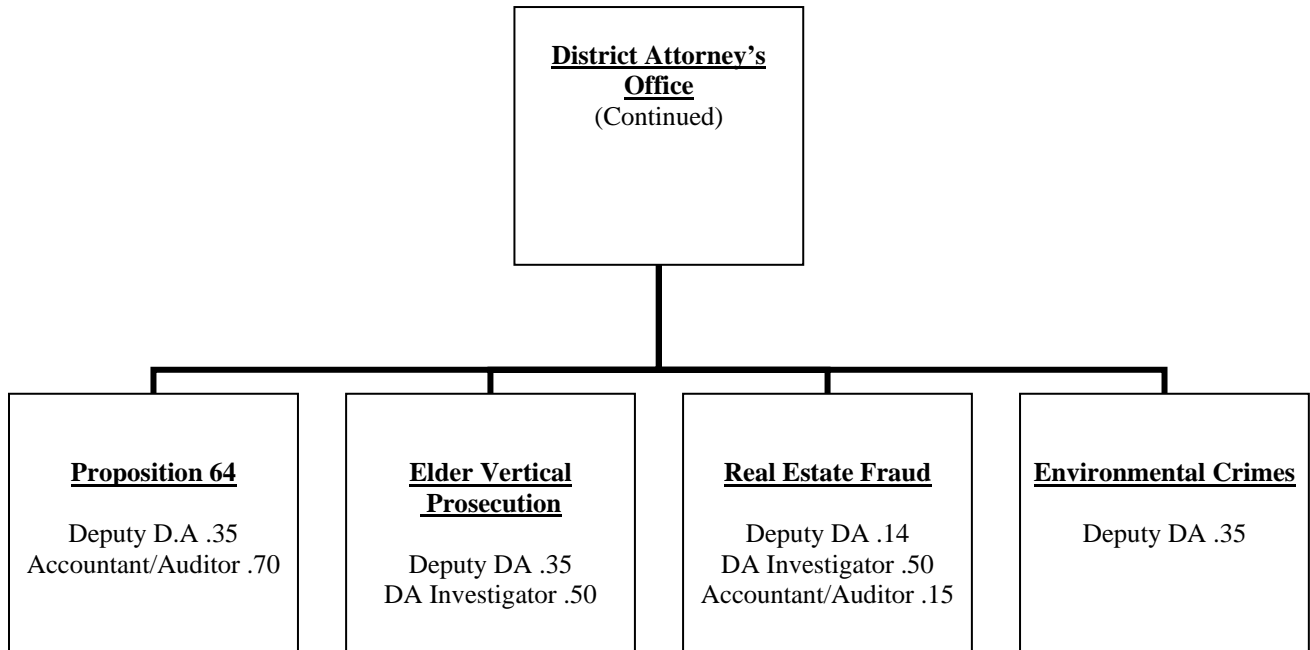 District Attorney’s
Office
(Continued)
Proposition 64
Deputy D.A .35
Accountant/Auditor .70
Elder Vertical
Prosecution
Deputy DA .35
DA Investigator .50
Real Estate Fraud
Deputy DA .14
DA Investigator .50
Accountant/Auditor .15
Environmental Crimes
Deputy DA .35